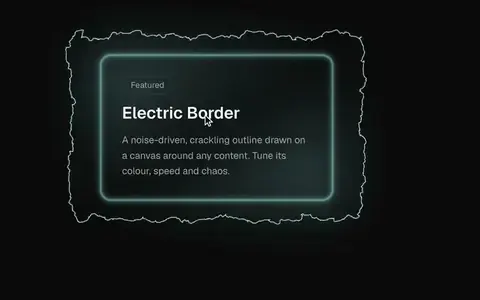 Featured
Electric Border
A noise-driven, crackling outline drawn on
a canvas around any content. Tune its
colour, speed and chaos.